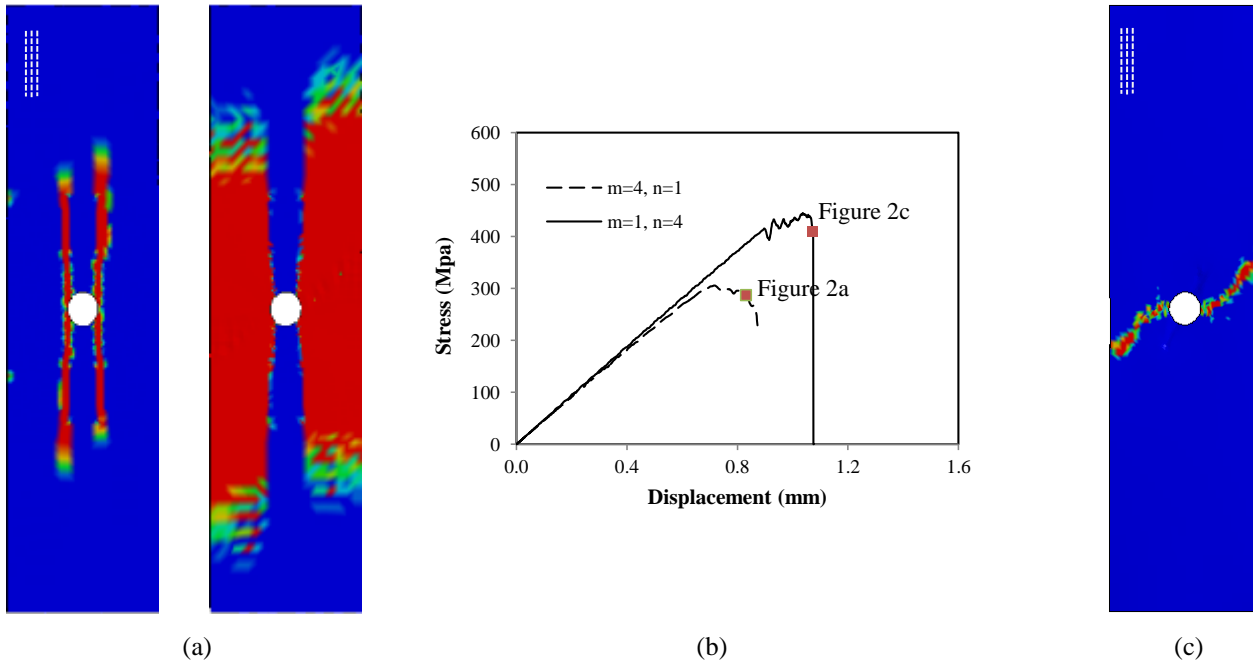 600
500
400
300
200
100
0
Stress (Mpa)
m=4, n=1
m=1, n=4
Figure 2c
Figure 2a
0.0 0.4 0.8 1.2 1.6
Displacement (mm)
(a) (b) (c)